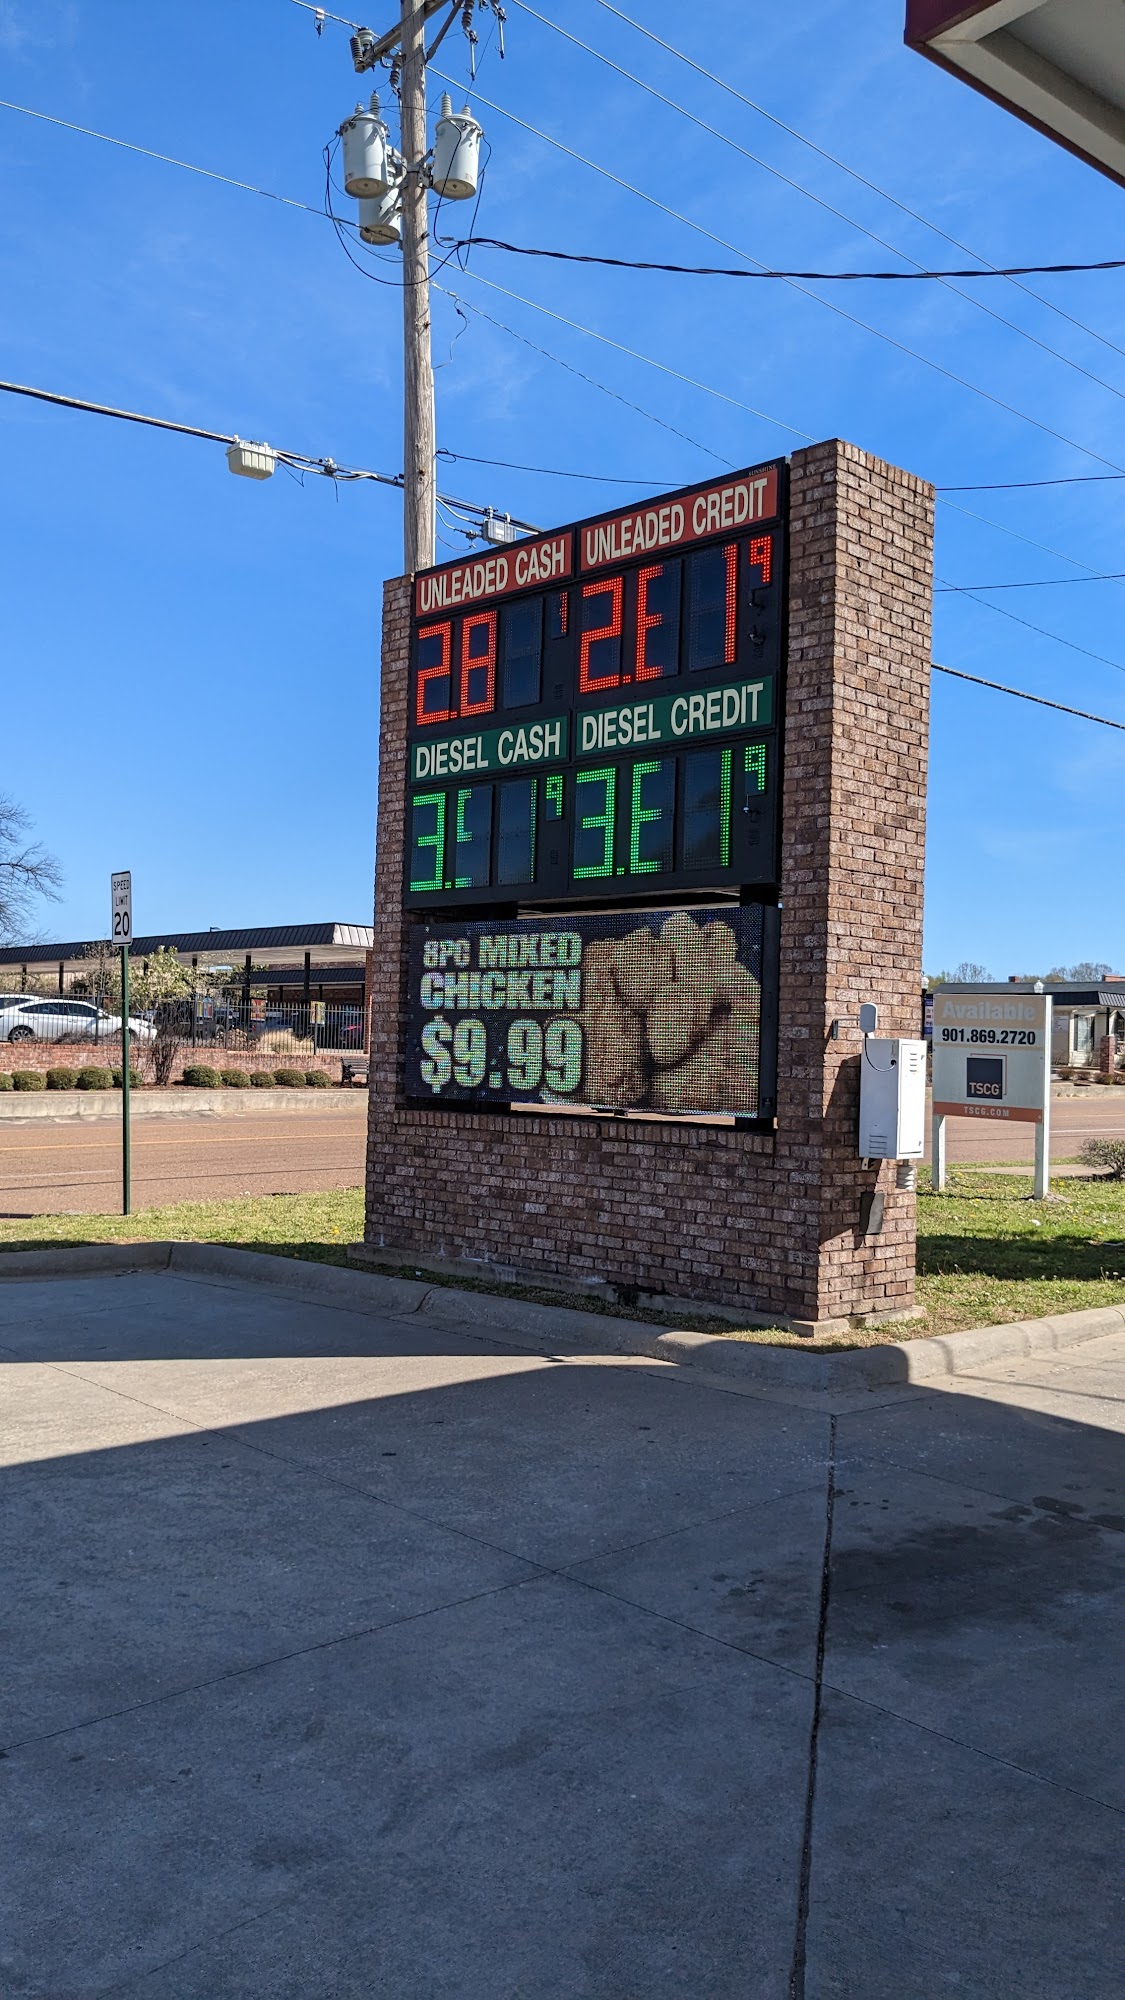 SUNSHINE
UNLEADED CASH
UNLEADED CREDIT
2.8
DIESEL CASH
DIESEL CREDIT
8PC MIXED
CHICKEN
$9.99
SPEED
LIMIT
20
Available
901.869.2720
TSCG
TSCG.COM